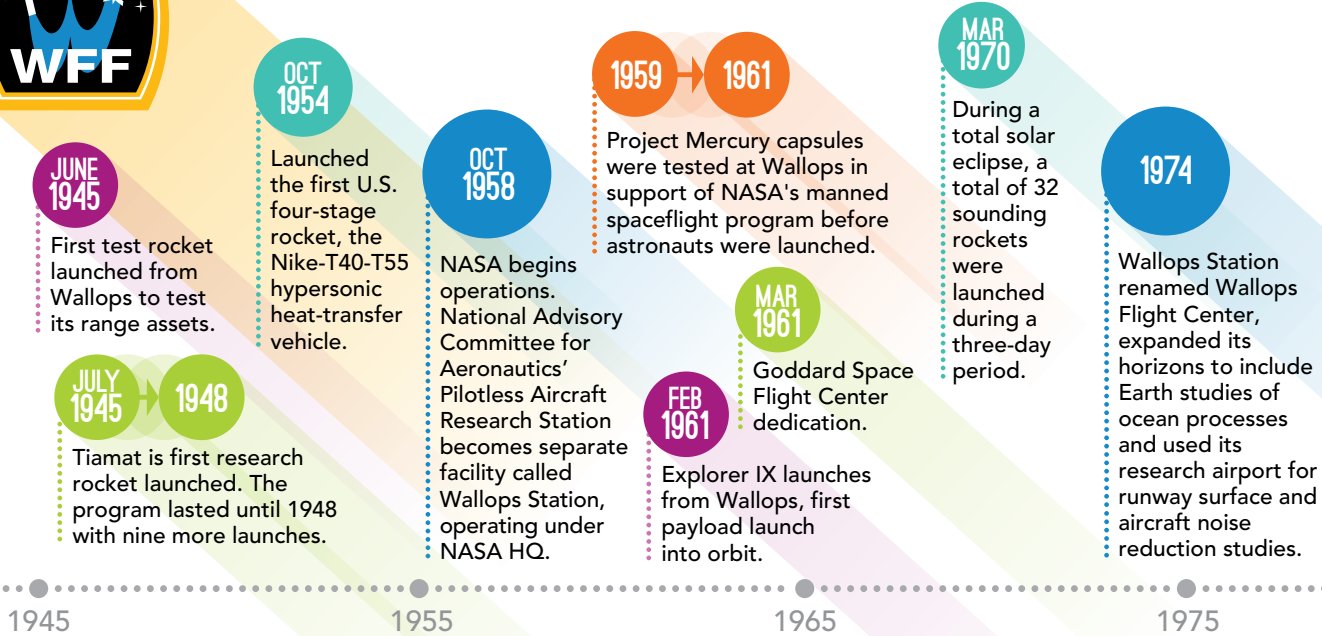 WFF
JUNE
1945
First test rocket
launched from
Wallops to test
its range assets.
JULY
1945
1948
Tiamat is first research
rocket launched. The
program lasted until 1948
with nine more launches.
OCT
1954
Launched
the first U.S.
four-stage
rocket, the
Nike-T40-T55
hypersonic
heat-transfer
vehicle.
OCT
1958
NASA begins
operations.
National Advisory
Committee for
Aeronautics’
Pilotless Aircraft
Research Station
becomes separate
facility called
Wallops Station,
operating under
NASA HQ.
1959
1961
Project Mercury capsules
were tested at Wallops in
support of NASA's manned
spaceflight program before
astronauts were launched.
FEB
1961
Explorer IX launches
from Wallops, first
payload launch
into orbit.
MAR
1961
Goddard Space
Flight Center
dedication.
MAR
1970
During a
total solar
eclipse, a
total of 32
sounding
rockets
were
launched
during a
three-day
period.
1974
Wallops Station
renamed Wallops
Flight Center,
expanded its
horizons to include
Earth studies of
ocean processes
and used its
research airport for
runway surface and
aircraft noise
reduction studies.
1945
1955
1965
1975